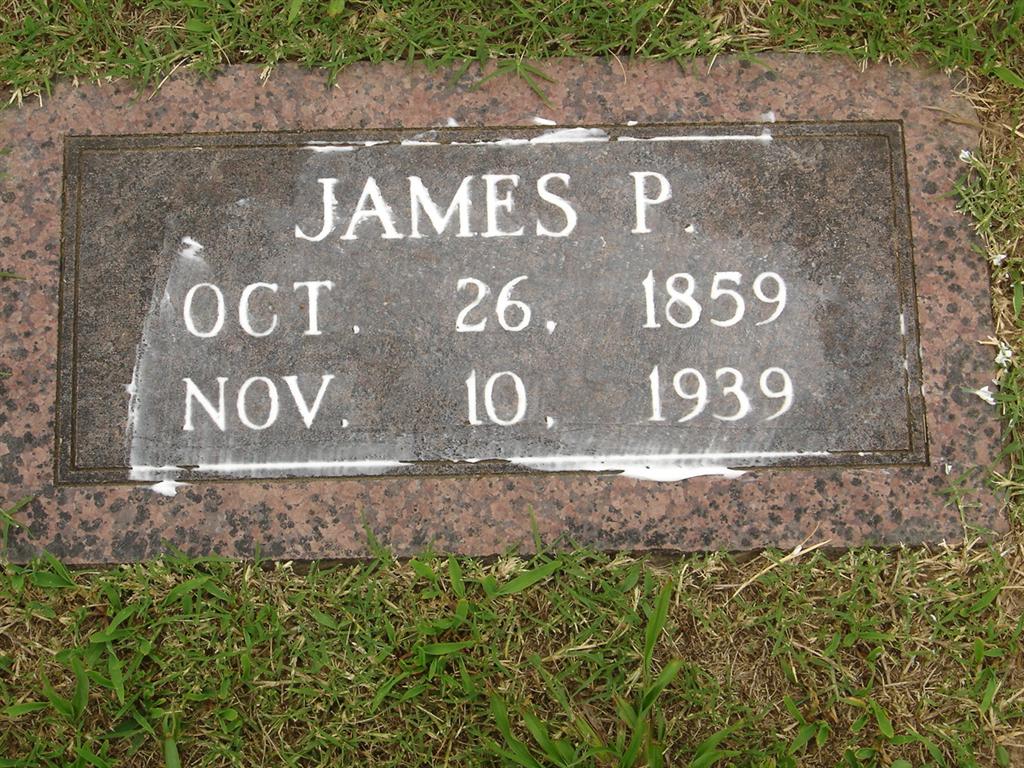 JAMES P.
OCT. 26, 1859
NOV. 10, 1939